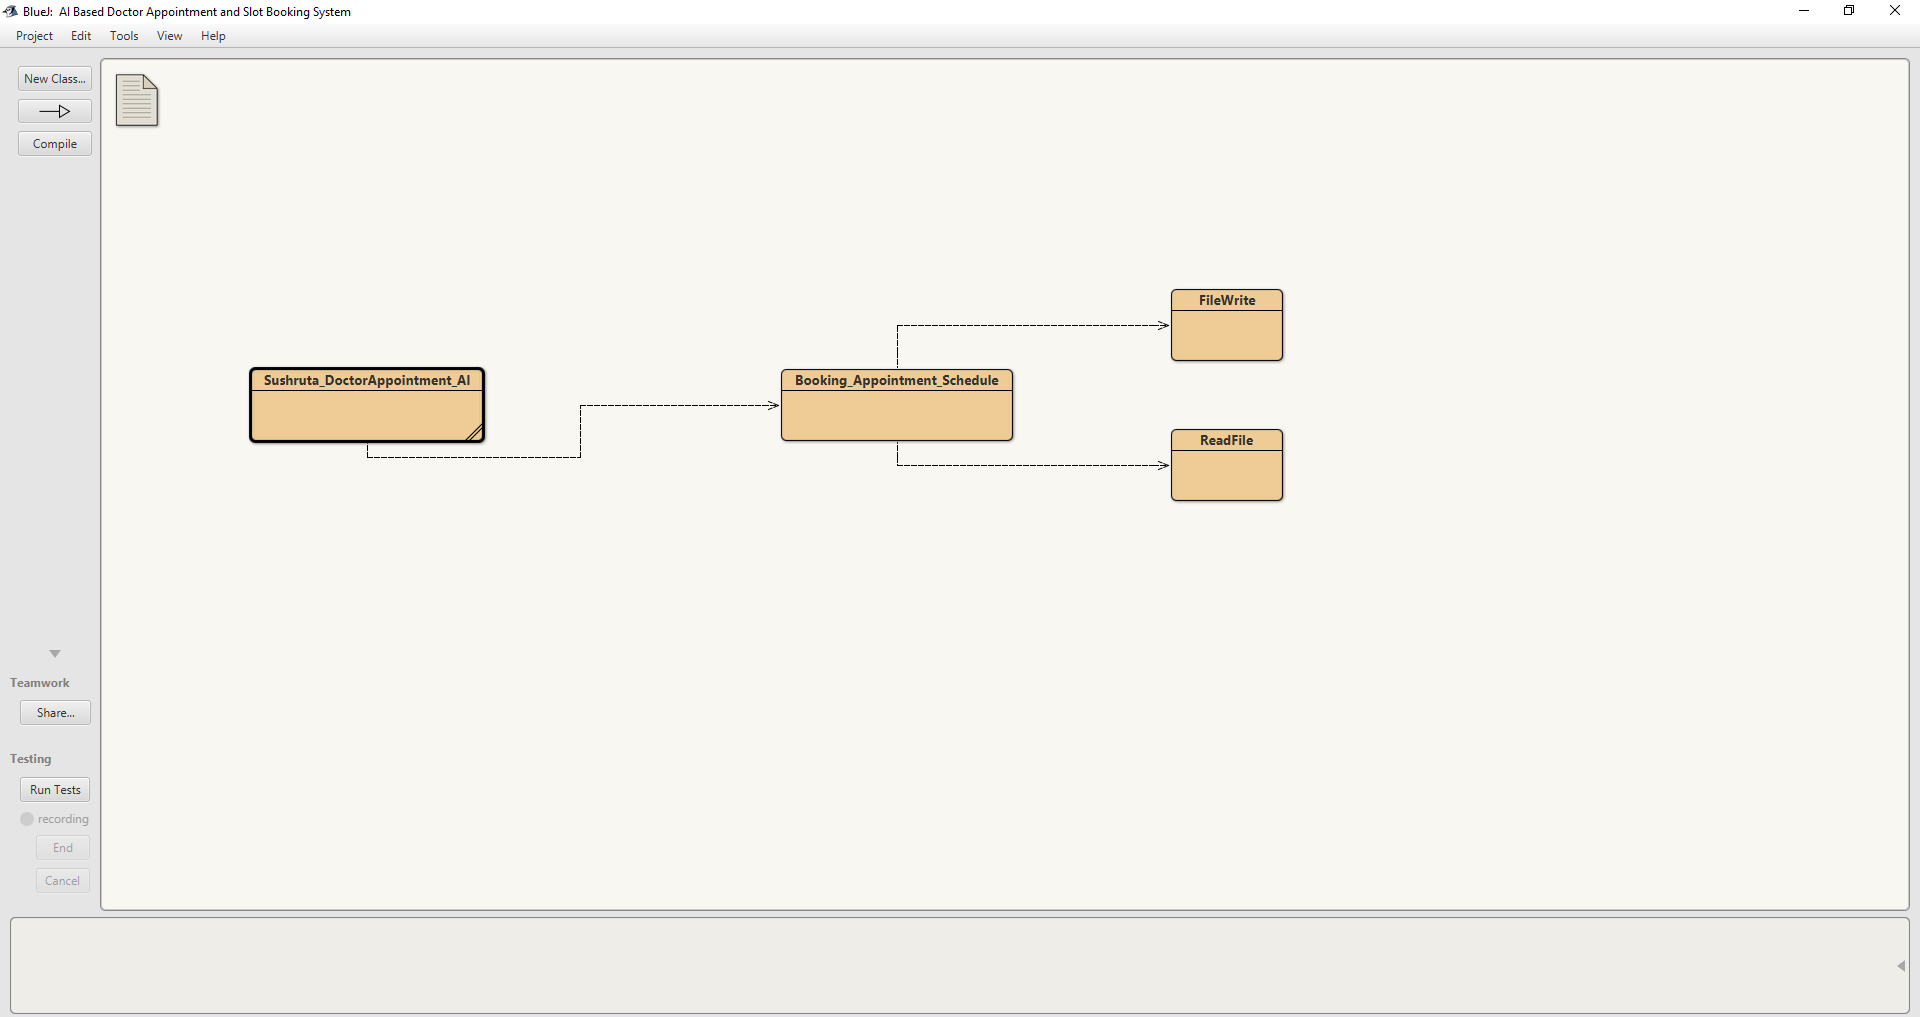 BlueJ:  AI Based Doctor Appointment and Slot Booking System
Project Edit Tools View Help
New Class...
Compile
FileWrite
Sushruta_DoctorAppointment_AI
Booking_Appointment_Schedule
ReadFile
Teamwork
Share...
Testing
Run Tests
recording
End
Cancel